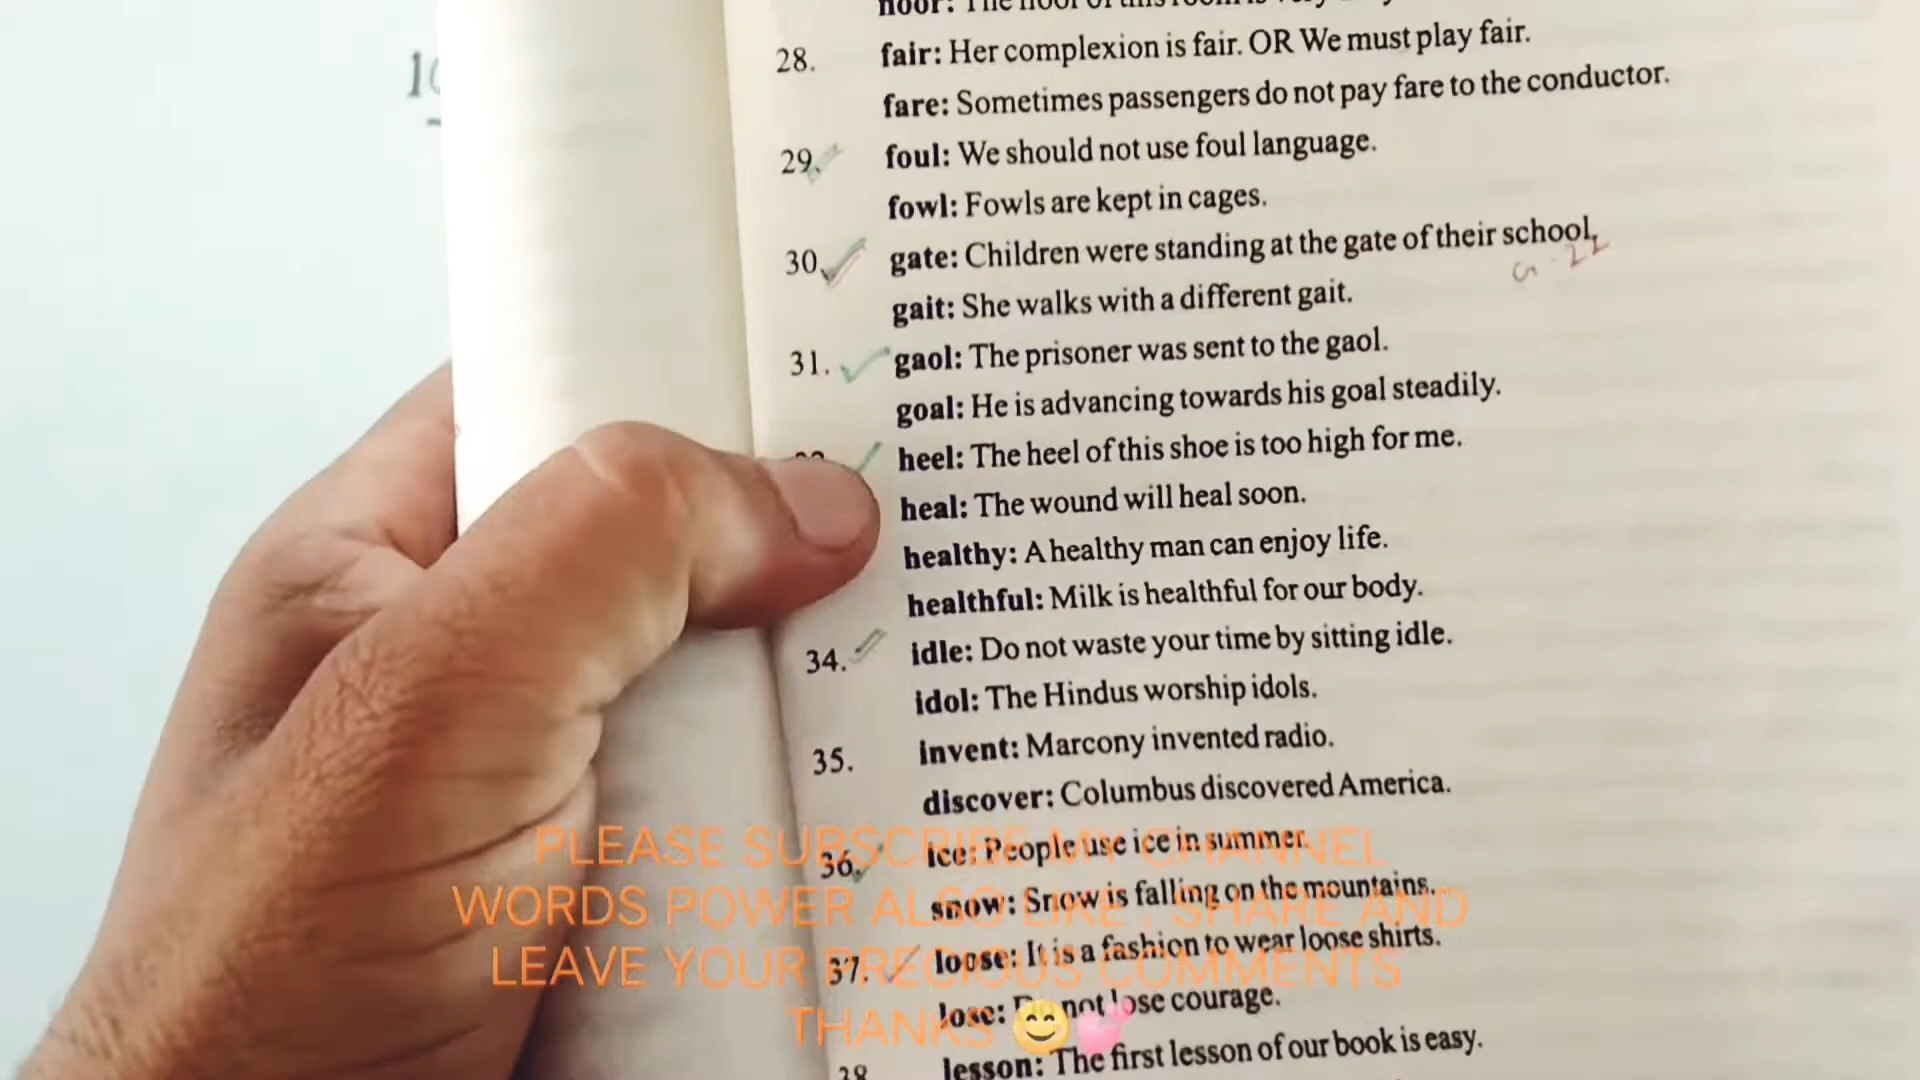 28. fair: Her complexion is fair. OR We must play fair.
fare: Sometimes passengers do not pay fare to the conductor.
29. foul: We should not use foul language.
fowl: Fowls are kept in cages.
30. gate: Children were standing at the gate of their school.
gait: She walks with a different gait.
31. gaol: The prisoner was sent to the gaol.
goal: He is advancing towards his goal steadily.
heel: The heel of this shoe is too high for me.
heal: The wound will heal soon.
healthy: A healthy man can enjoy life.
healthful: Milk is healthful for our body.
34. idle: Do not waste your time by sitting idle.
idol: The Hindus worship idols.
35. invent: Marcony invented radio.
discover: Columbus discovered America.
36. ice: People use ice in summer.
snow: Snow is falling on the mountains.
37. loose: It is a fashion to wear loose shirts.
lose: Do not lose courage.
38 lesson: The first lesson of our book is easy.
PLEASE SUBSCRIBE MY CHANNEL
WORDS POWER ALSO LIKE , SHARE AND
LEAVE YOUR PRECIOUS COMMENTS
THANKS 😊💕